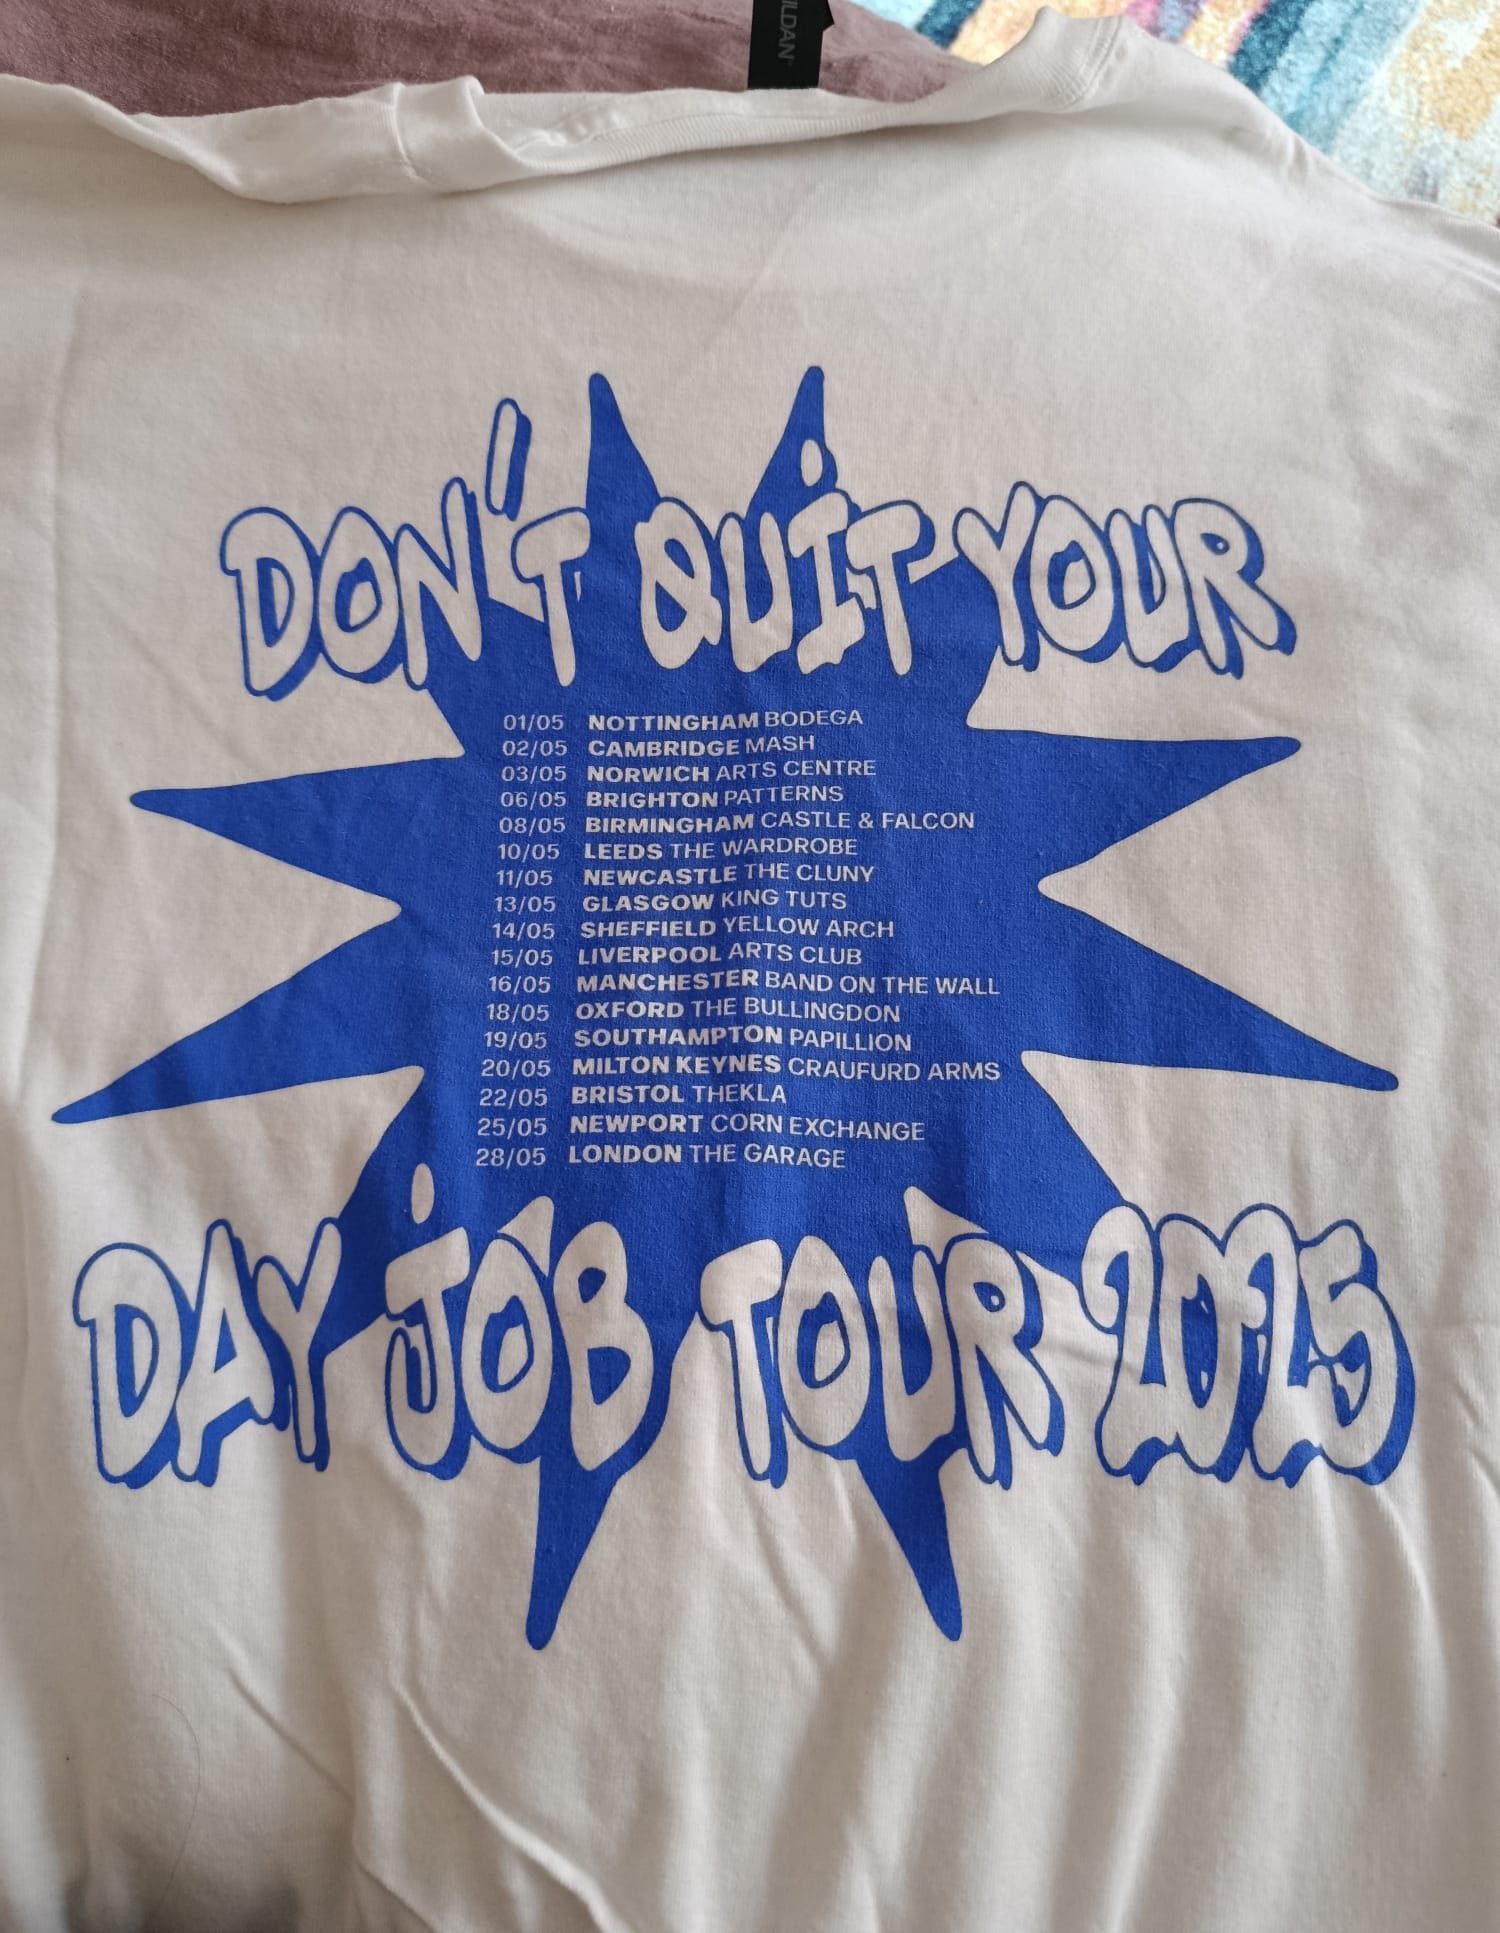 ILDAN
DON'T QUIT YOUR
01/05 NOTTINGHAM BODEGA
02/05 CAMBRIDGE MASH
03/05 NORWICH ARTS CENTRE
06/05 BRIGHTON PATTERNS
08/05 BIRMINGHAM CASTLE & FALCON
10/05 LEEDS THE WARDROBE
11/05 NEWCASTLE THE CLUNY
13/05 GLASGOW KING TUTS
14/05 SHEFFIELD YELLOW ARCH
15/05 LIVERPOOL ARTS CLUB
16/05 MANCHESTER BAND ON THE WALL
18/05 OXFORD THE BULLINGDON
19/05 SOUTHAMPTON PAPILLION
20/05 MILTON KEYNES CRAUFURD ARMS
22/05 BRISTOL THEKLA
25/05 NEWPORT CORN EXCHANGE
28/05 LONDON THE GARAGE
DAY JOB TOUR 2025